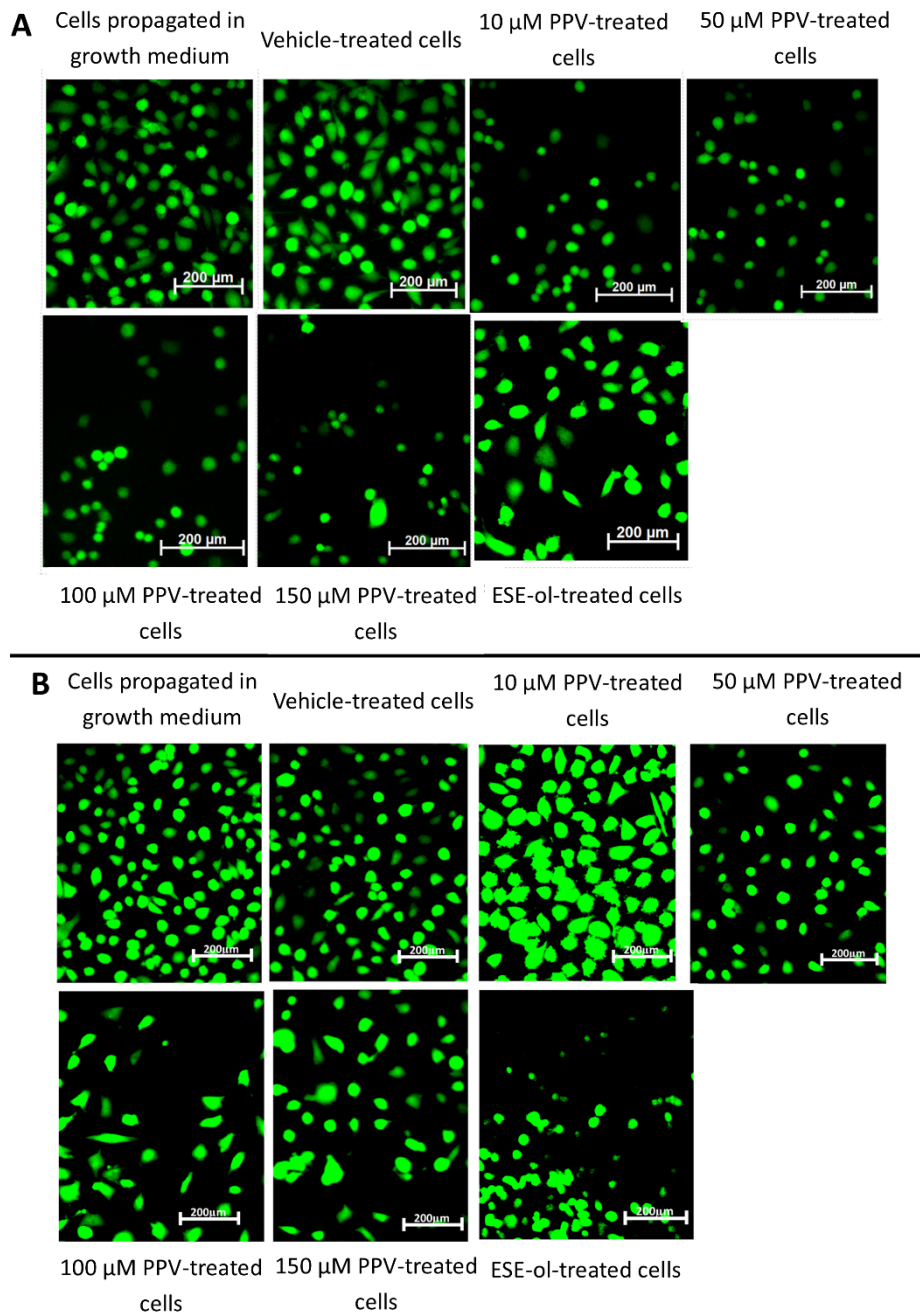 A
Cells propagated in
growth medium
Vehicle-treated cells
10 µM PPV-treated
cells
50 µM PPV-treated
cells
200 µm
200 µm
200 µm
200 µm
200 µm
200 µm
200 µm
100 µM PPV-treated
cells
150 µM PPV-treated
cells
ESE-ol-treated cells
B
Cells propagated in
growth medium
Vehicle-treated cells
10 µM PPV-treated
cells
50 µM PPV-treated
cells
200µm
200µm
200µm
200µm
200µm
200µm
200µm
100 µM PPV-treated
cells
150 µM PPV-treated
cells
ESE-ol-treated cells